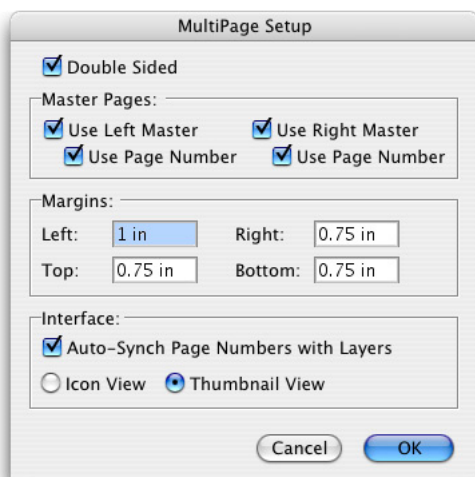 MultiPage Setup
Double Sided
Master Pages:
Use Left Master Use Right Master
Use Page Number Use Page Number
Margins:
Left: 1 in Right: 0.75 in
Top: 0.75 in Bottom: 0.75 in
Interface:
Auto-Synch Page Numbers with Layers
Icon View Thumbnail View
Cancel OK